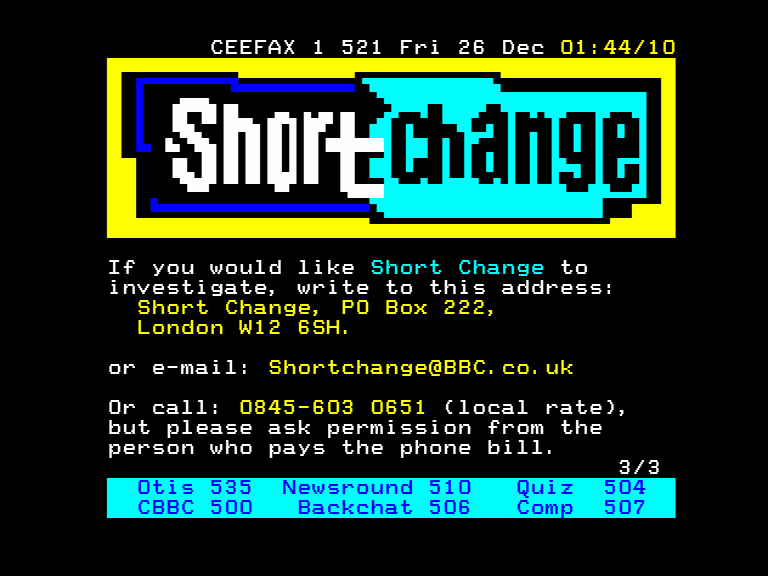 CEEFAX 1 521 Fri 26 Dec 01:44/10
Short change
If you would like Short Change to
investigate, write to this address:
Short Change, PO Box 222,
London W12 6SH.
or e-mail: Shortchange@BBC.co.uk
Or call: 0845-603 0651 (local rate),
but please ask permission from the
person who pays the phone bill.
3/3
Otis 535 Newsround 510 Quiz 504
CBBC 500 Backchat 506 Comp 507